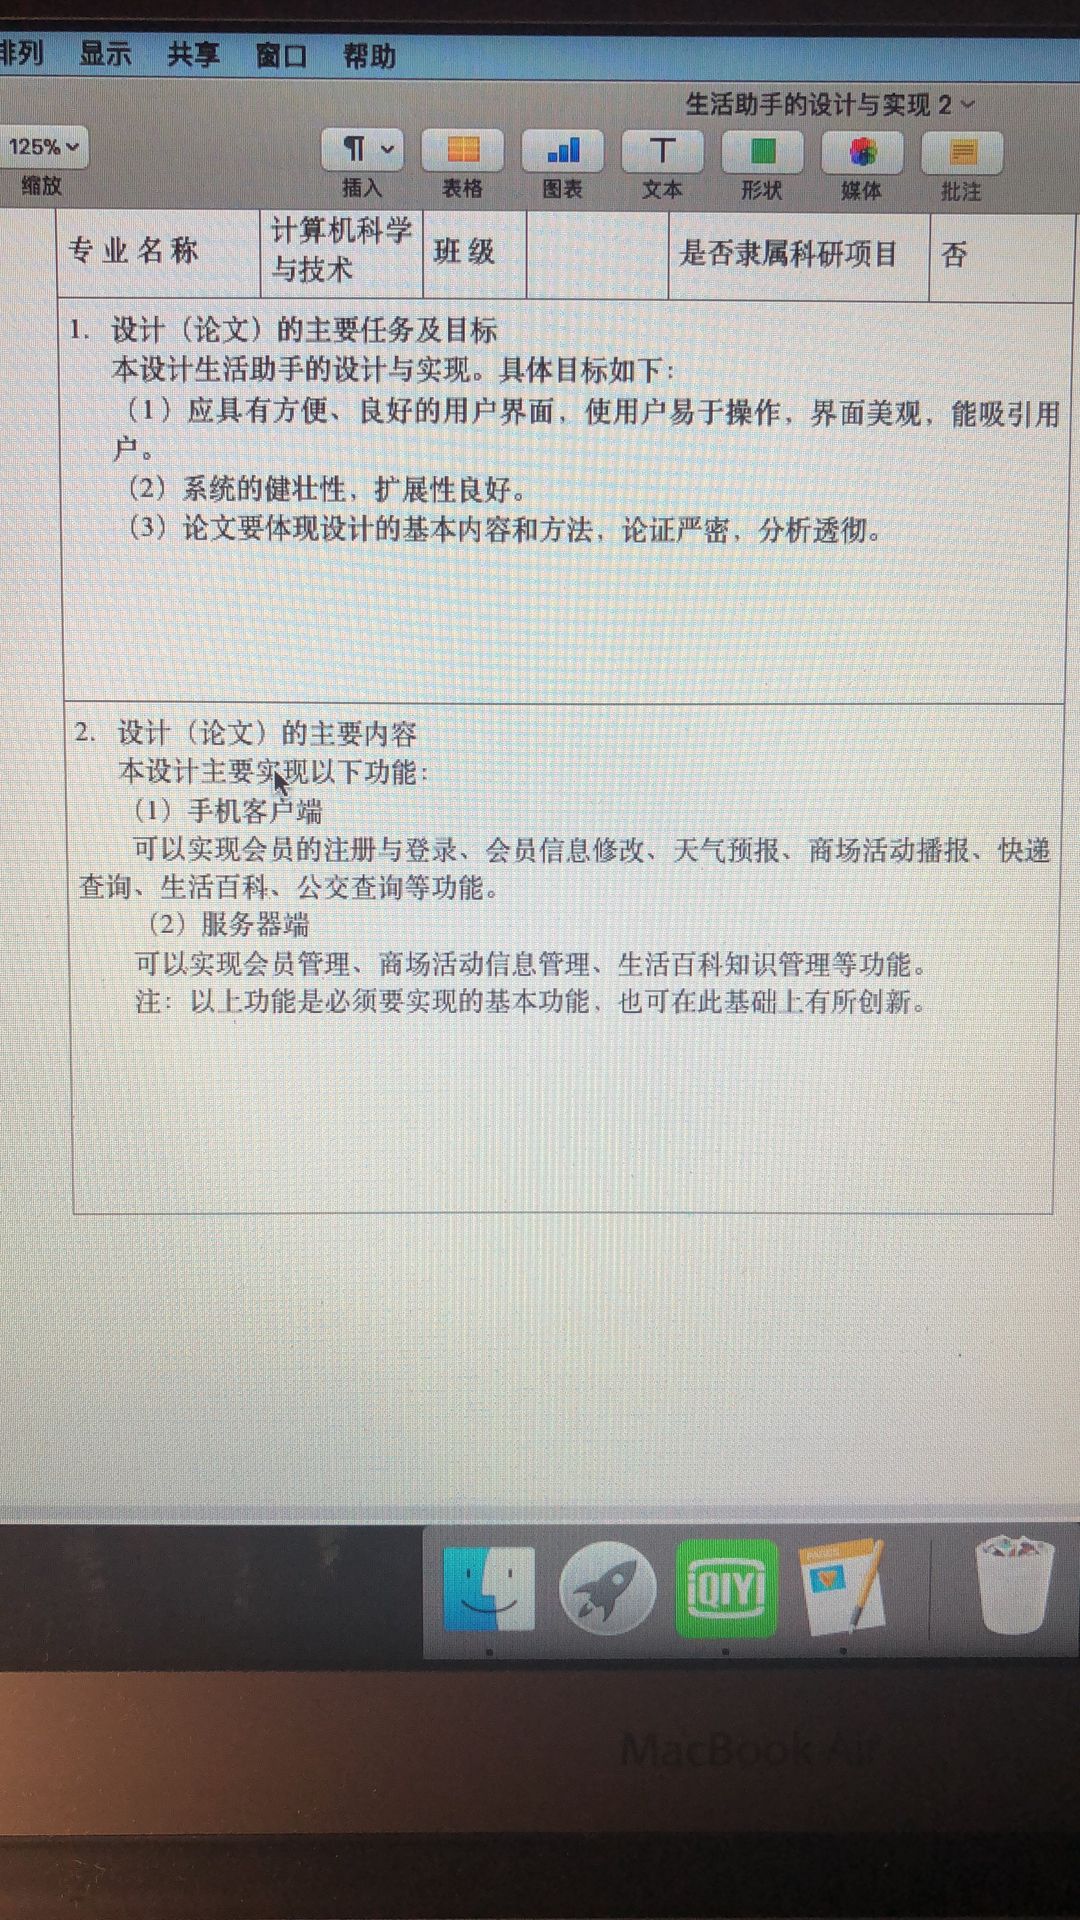 排列 显示 共享 窗口 帮助
生活助手的设计与实现 2
125%
缩放 插入 表格 图表 文本 形状 媒体 批注
专业名称 计算机科学与技术 班级 是否隶属科研项目 否
1. 设计（论文）的主要任务及目标
本设计生活助手的设计与实现。具体目标如下：
（1）应具有方便、良好的用户界面，使用户易于操作，界面美观，能吸引用
户。
（2）系统的健壮性，扩展性良好。
（3）论文要体现设计的基本内容和方法，论证严密，分析透彻。
2. 设计（论文）的主要内容
本设计主要实现以下功能：
（1）手机客户端
可以实现会员的注册与登录、会员信息修改、天气预报、商场活动播报、快递
查询、生活百科、公交查询等功能。
（2）服务器端
可以实现会员管理、商场活动信息管理、生活百科知识管理等功能。
注：以上功能是必须要实现的基本功能，也可在此基础上有所创新。
QIYI
PAGES
MacBook Air